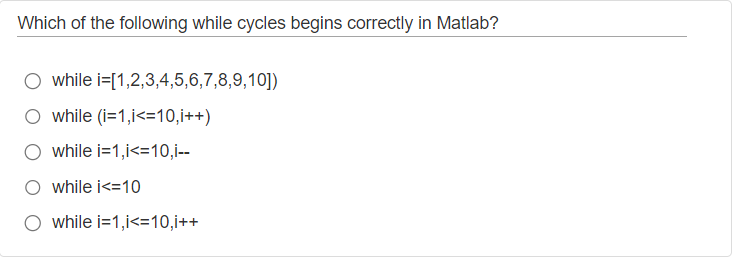 Which of the following while cycles begins correctly in Matlab?
while i=[1,2,3,4,5,6,7,8,9,10])
while (i=1,i<=10,i++)
while i=1,i<=10,i--
while i<=10
while i=1,i<=10,i++